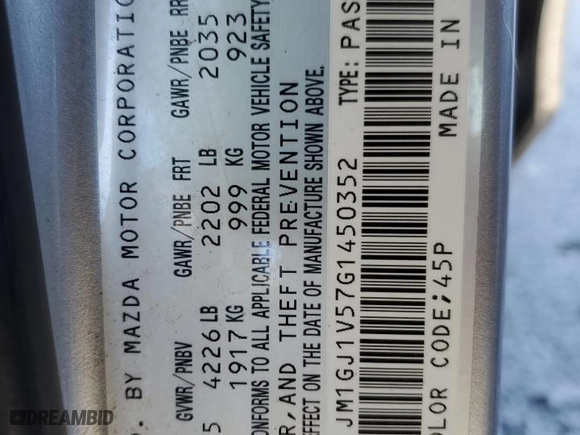 D. BY MAZDA MOTOR CORPORATIO
GVWR/PNBV GAWR/PNBE FRT GAWR/PNBE RR
5 4226 LB 2202 LB 2035
1917 KG 999 KG 923
ONFORMS TO ALL APPLICABLE FEDERAL MOTOR VEHICLE SAFETY,
R, AND THEFT PREVENTION
EFFECT ON THE DATE OF MANUFACTURE SHOWN ABOVE.
JM1GJ1V57G1450352 TYPE: PAS
OLOR CODE;45P MADE IN
DREAMBID